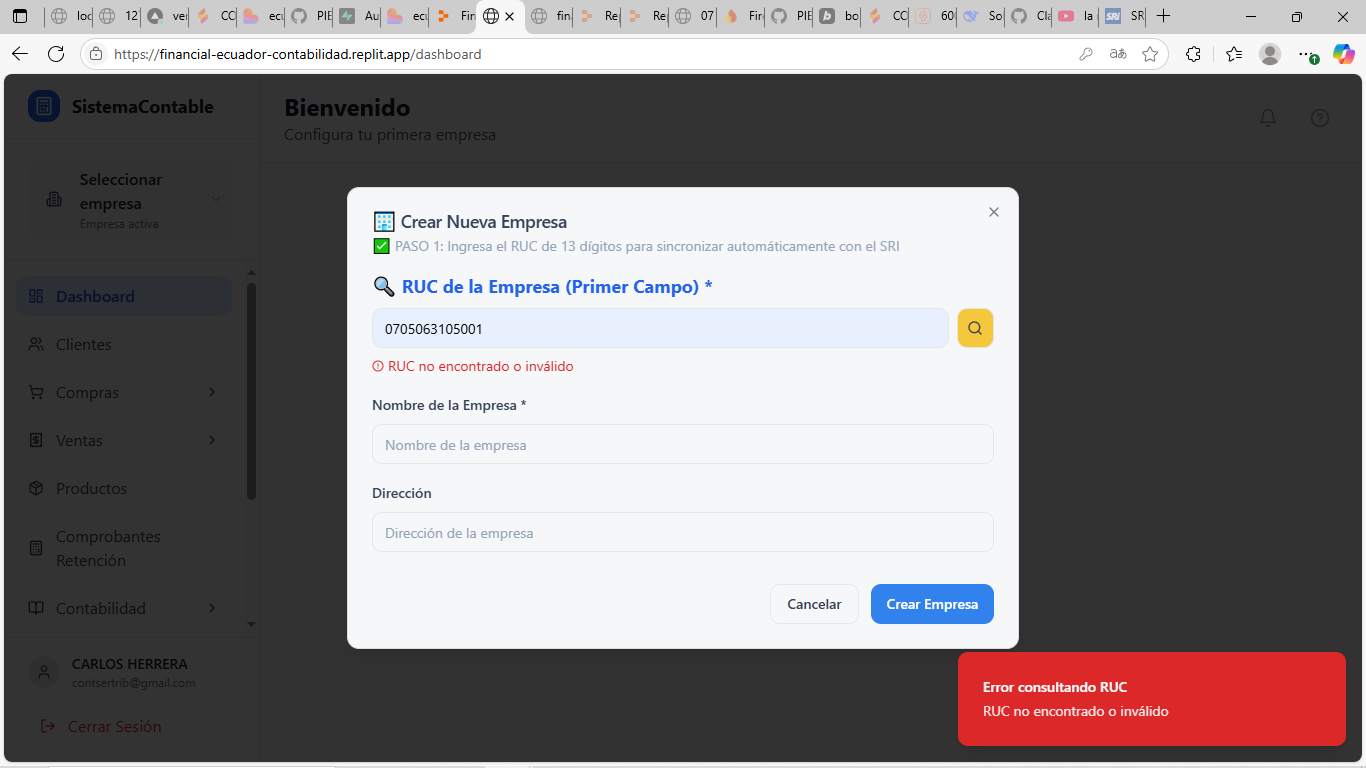 loc
12
ver
CC
ecu
PIE
Au
ecu
Fir
fina
Re
Re
07
Fir
PIE
bo
CC
60
So
Cla
la
SRi
SR
https://financial-ecuador-contabilidad.replit.app/dashboard
SistemaContable
Bienvenido
Configura tu primera empresa
Seleccionar
empresa
Empresa activa
Dashboard
Clientes
Compras
Ventas
Productos
Comprobantes
Retención
Contabilidad
CARLOS HERRERA
contsertrib@gmail.com
Cerrar Sesión
Crear Nueva Empresa
PASO 1: Ingresa el RUC de 13 dígitos para sincronizar automáticamente con el SRI
RUC de la Empresa (Primer Campo) *
0705063105001
RUC no encontrado o inválido
Nombre de la Empresa *
Nombre de la empresa
Dirección
Dirección de la empresa
Cancelar
Crear Empresa
Error consultando RUC
RUC no encontrado o inválido